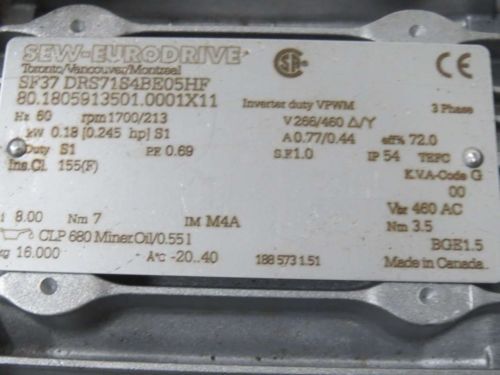 SEW-EURODRIVE
Toronto/Vancouver/Montreal
SF37 DRS71S4BE05HF
80.1805913501.0001X11 Inverter duty VPWM 3 Phase
Hz 60 rpm 1700/213 V 266/460 Δ/Y
kW 0.18 [0.245 hp] S1 A 0.77/0.44 eff% 72.0
Duty S1 P.F. 0.69 S.F.1.0 IP 54 TEFC
Ins.Cl. 155(F) K.V.A-Code G
00
i 8.00 Nm 7 IM M4A Vbr 460 AC
CLP 680 Miner.Oil/0.55 l Nm 3.5
kg 16.000 A°C -20..40 188 573 1.51 BGE1.5
Made in Canada